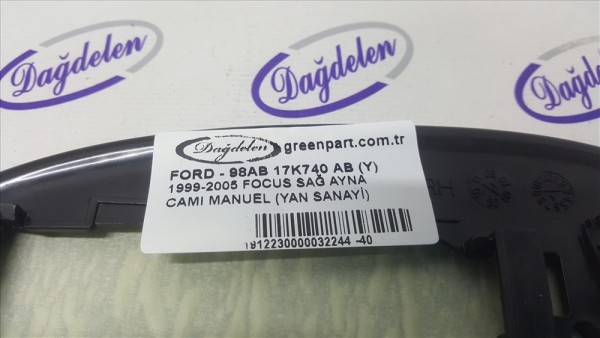 Dağdelen
Dağdelen
Dağdelen
Dağdelen greenpart.com.tr
FORD - 98AB 17K740 AB (Y)
1999-2005 FOCUS SAĞ AYNA
CAMI MANUEL (YAN SANAYİ)
1912230000032244 -40
RH